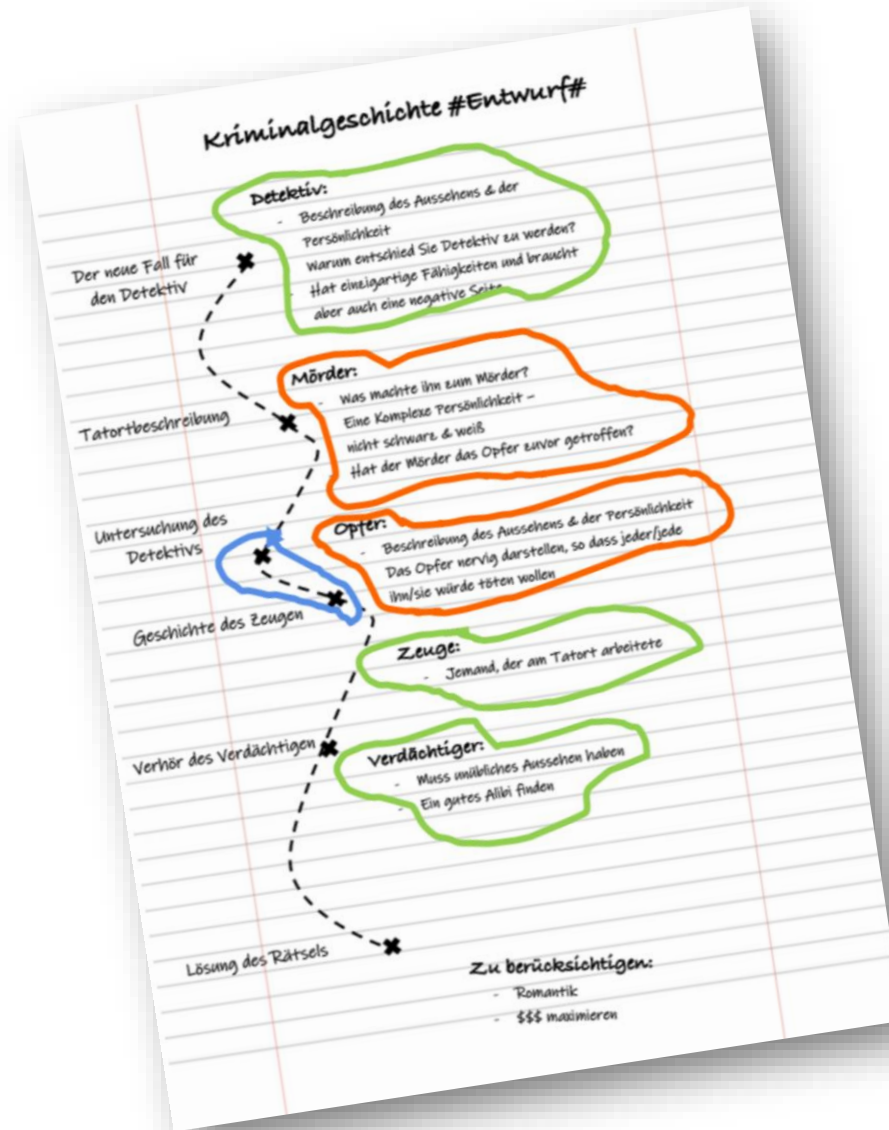 Kriminalgeschichte #Entwurf#
Detektiv:
- Beschreibung des Aussehens & der
Persönlichkeit
Warum entschied Sie Detektiv zu werden?
- Hat einzigartige Fähigkeiten und braucht
aber auch eine negative Seite
Der neue Fall für
den Detektiv
Mörder:
- Was machte ihn zum Mörder?
Eine Komplexe Persönlichkeit –
nicht schwarz & weiß
Hat der Mörder das Opfer zuvor getroffen?
Tatortbeschreibung
Opfer:
- Beschreibung des Aussehens & der Persönlichkeit
Das Opfer nervig darstellen, so dass jeder/jede
ihn/sie würde töten wollen
Untersuchung des
Detektivs
Geschichte des Zeugen
Zeuge:
- Jemand, der am Tatort arbeitete
Verhör des Verdächtigen
Verdächtiger:
- Muss unübliches Aussehen haben
- Ein gutes Alibi finden
Lösung des Rätsels
Zu berücksichtigen:
- Romantik
- $$$ maximieren